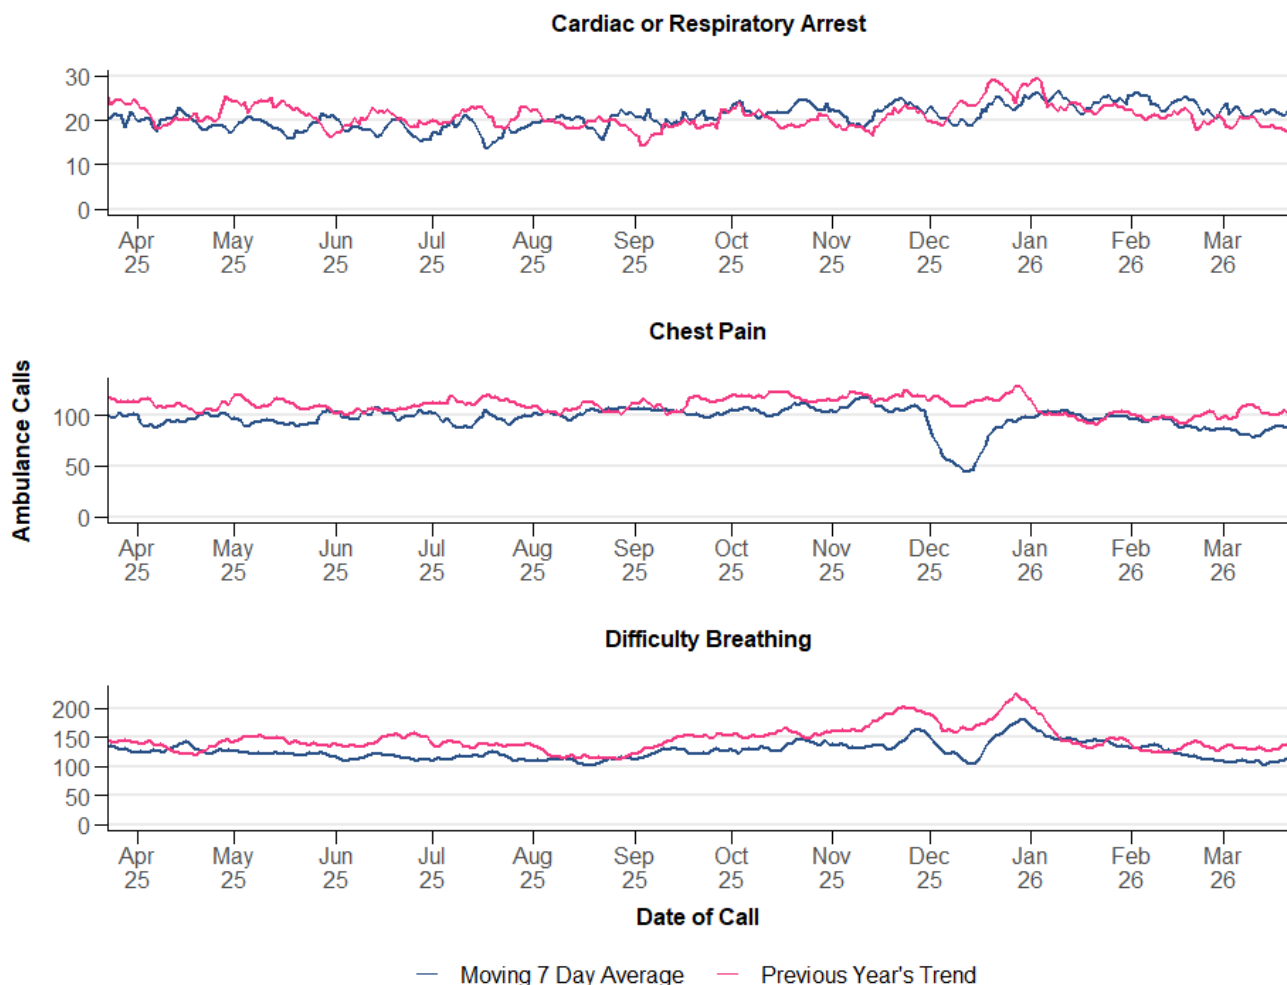 Cardiac or Respiratory Arrest
30
20
10
0
Apr May Jun Jul Aug Sep Oct Nov Dec Jan Feb Mar
25 25 25 25 25 25 25 25 25 26 26 26
Chest Pain
Ambulance Calls
100
50
0
Apr May Jun Jul Aug Sep Oct Nov Dec Jan Feb Mar
25 25 25 25 25 25 25 25 25 26 26 26
Difficulty Breathing
200
150
100
50
0
Apr May Jun Jul Aug Sep Oct Nov Dec Jan Feb Mar
25 25 25 25 25 25 25 25 25 26 26 26
Date of Call
Moving 7 Day Average Previous Year's Trend